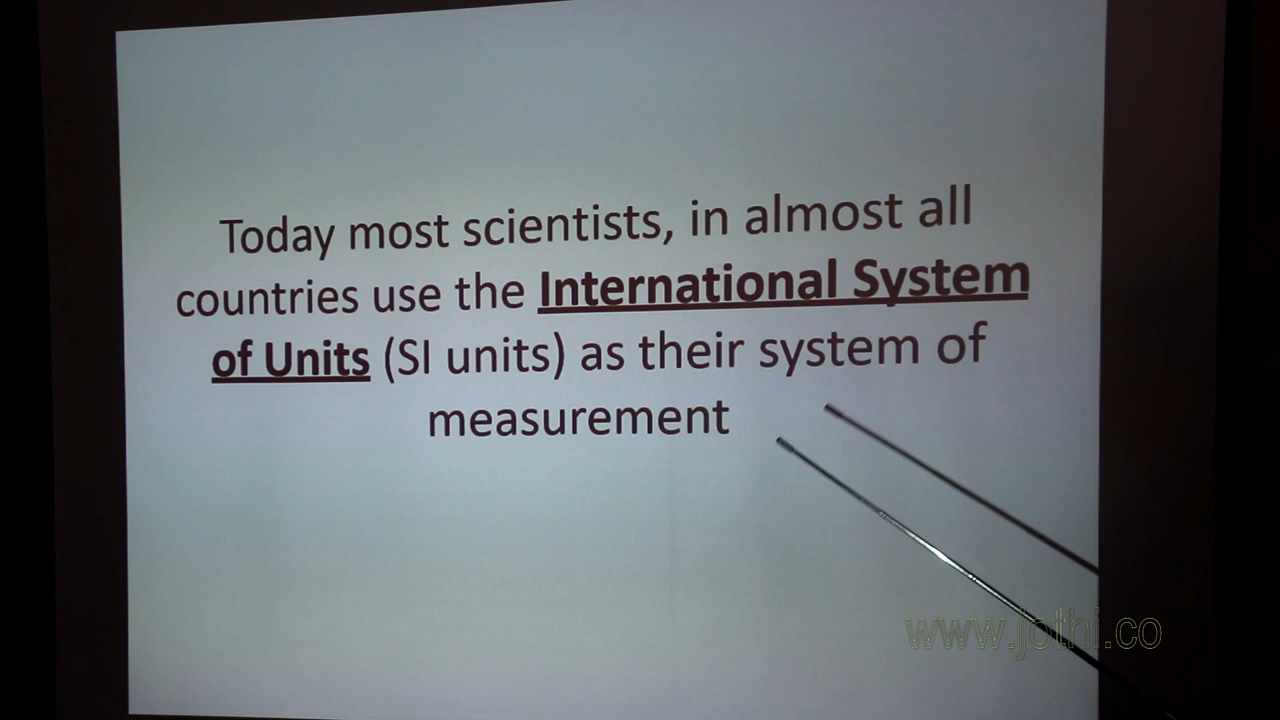 Today most scientists, in almost all
countries use the International System
of Units (SI units) as their system of
measurement
www.jothi.co